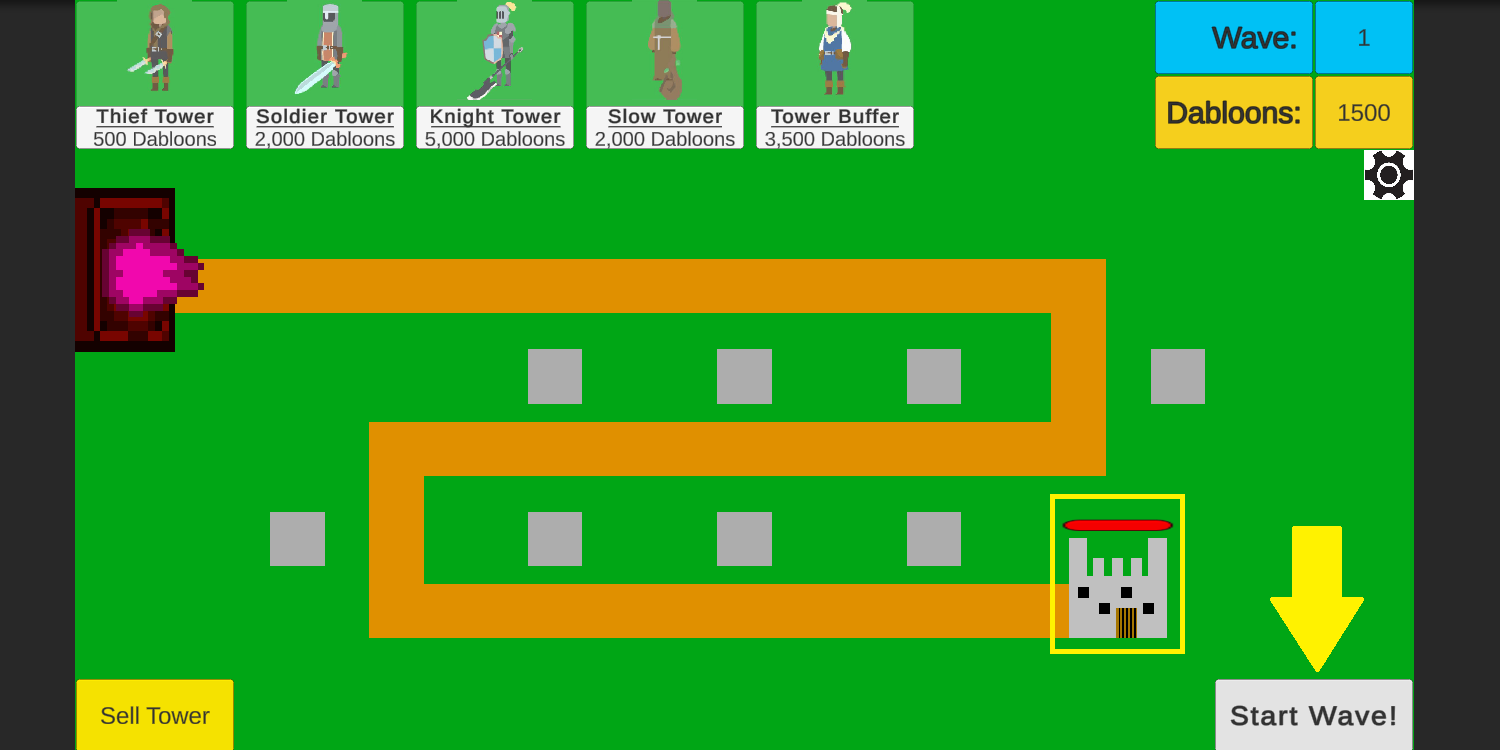 Thief Tower
500 Dabloons
Soldier Tower
2,000 Dabloons
Knight Tower
5,000 Dabloons
Slow Tower
2,000 Dabloons
Tower Buffer
3,500 Dabloons
Wave:
1
Dabloons:
1500
Sell Tower
Start Wave!